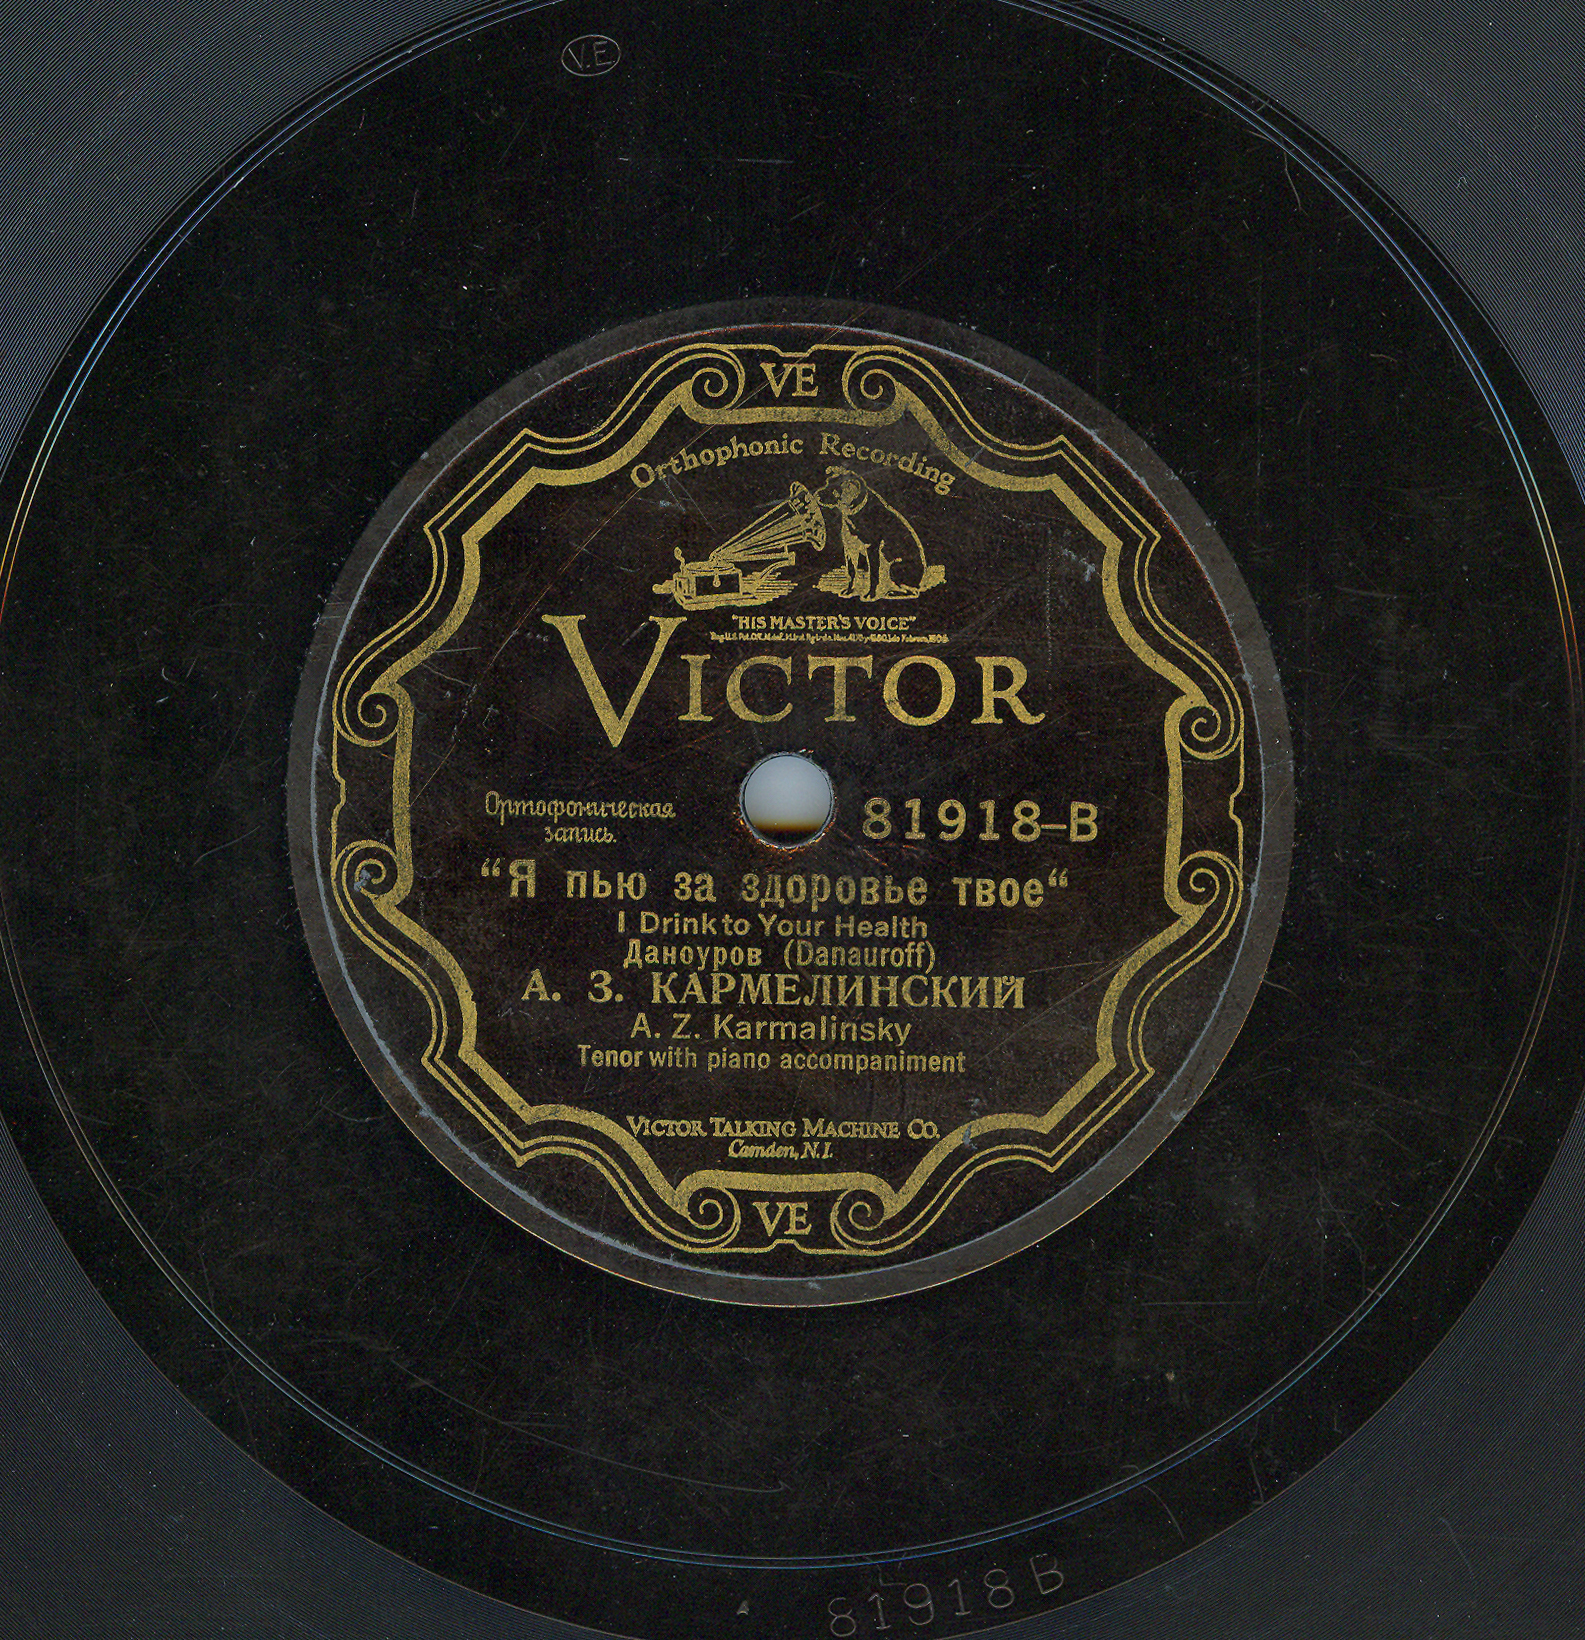 V.E
VE
Orthophonic Recording
"HIS MASTER'S VOICE"
VICTOR
Ортофоническая
запись.
81918-B
“Я пью за здоровье твое“
I Drink to Your Health
Даноуров (Danauroff)
А. З. КАРМЕЛИНСКИЙ
A. Z. Karmalinsky
Tenor with piano accompaniment
VICTOR TALKING MACHINE CO.
Camden, N.J.
VE
81918 B